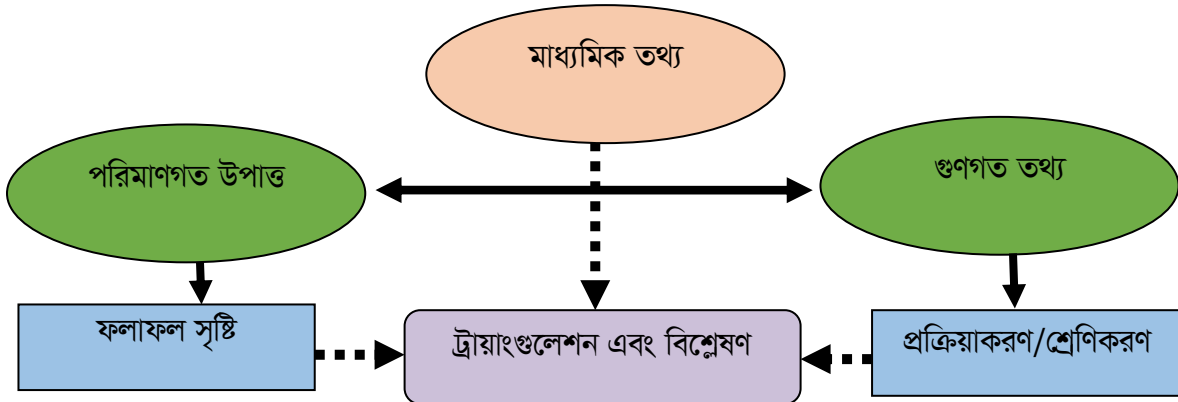 মাধ্যমিক তথ্য
পরিমাণগত উপাত্ত
গুণগত তথ্য
ফলাফল সৃষ্টি
ট্রায়াংগুলেশন এবং বিশ্লেষণ
প্রক্রিয়াকরণ/শ্রেণিকরণ